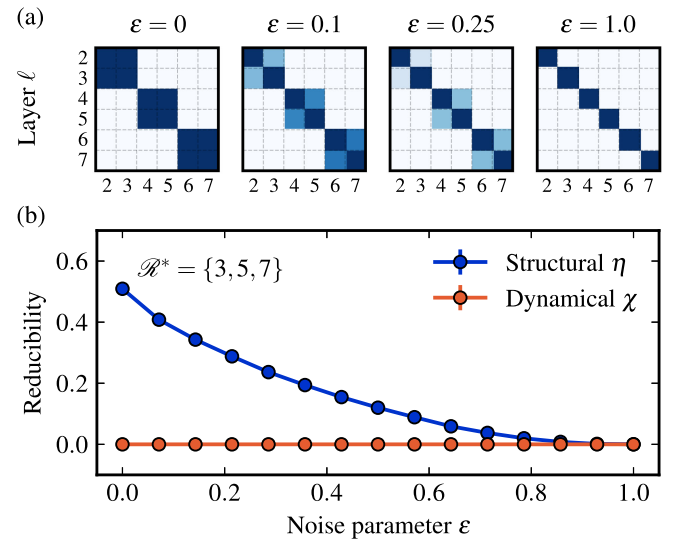 (a)
ε = 0
ε = 0.1
ε = 0.25
ε = 1.0
Layer ℓ
2
3
4
5
6
7
2 3 4 5 6 7
2 3 4 5 6 7
2 3 4 5 6 7
2 3 4 5 6 7
(b)
ℛ* = {3, 5, 7}
Structural η
Dynamical χ
Reducibility
0.6
0.4
0.2
0.0
0.0 0.2 0.4 0.6 0.8 1.0
Noise parameter ε